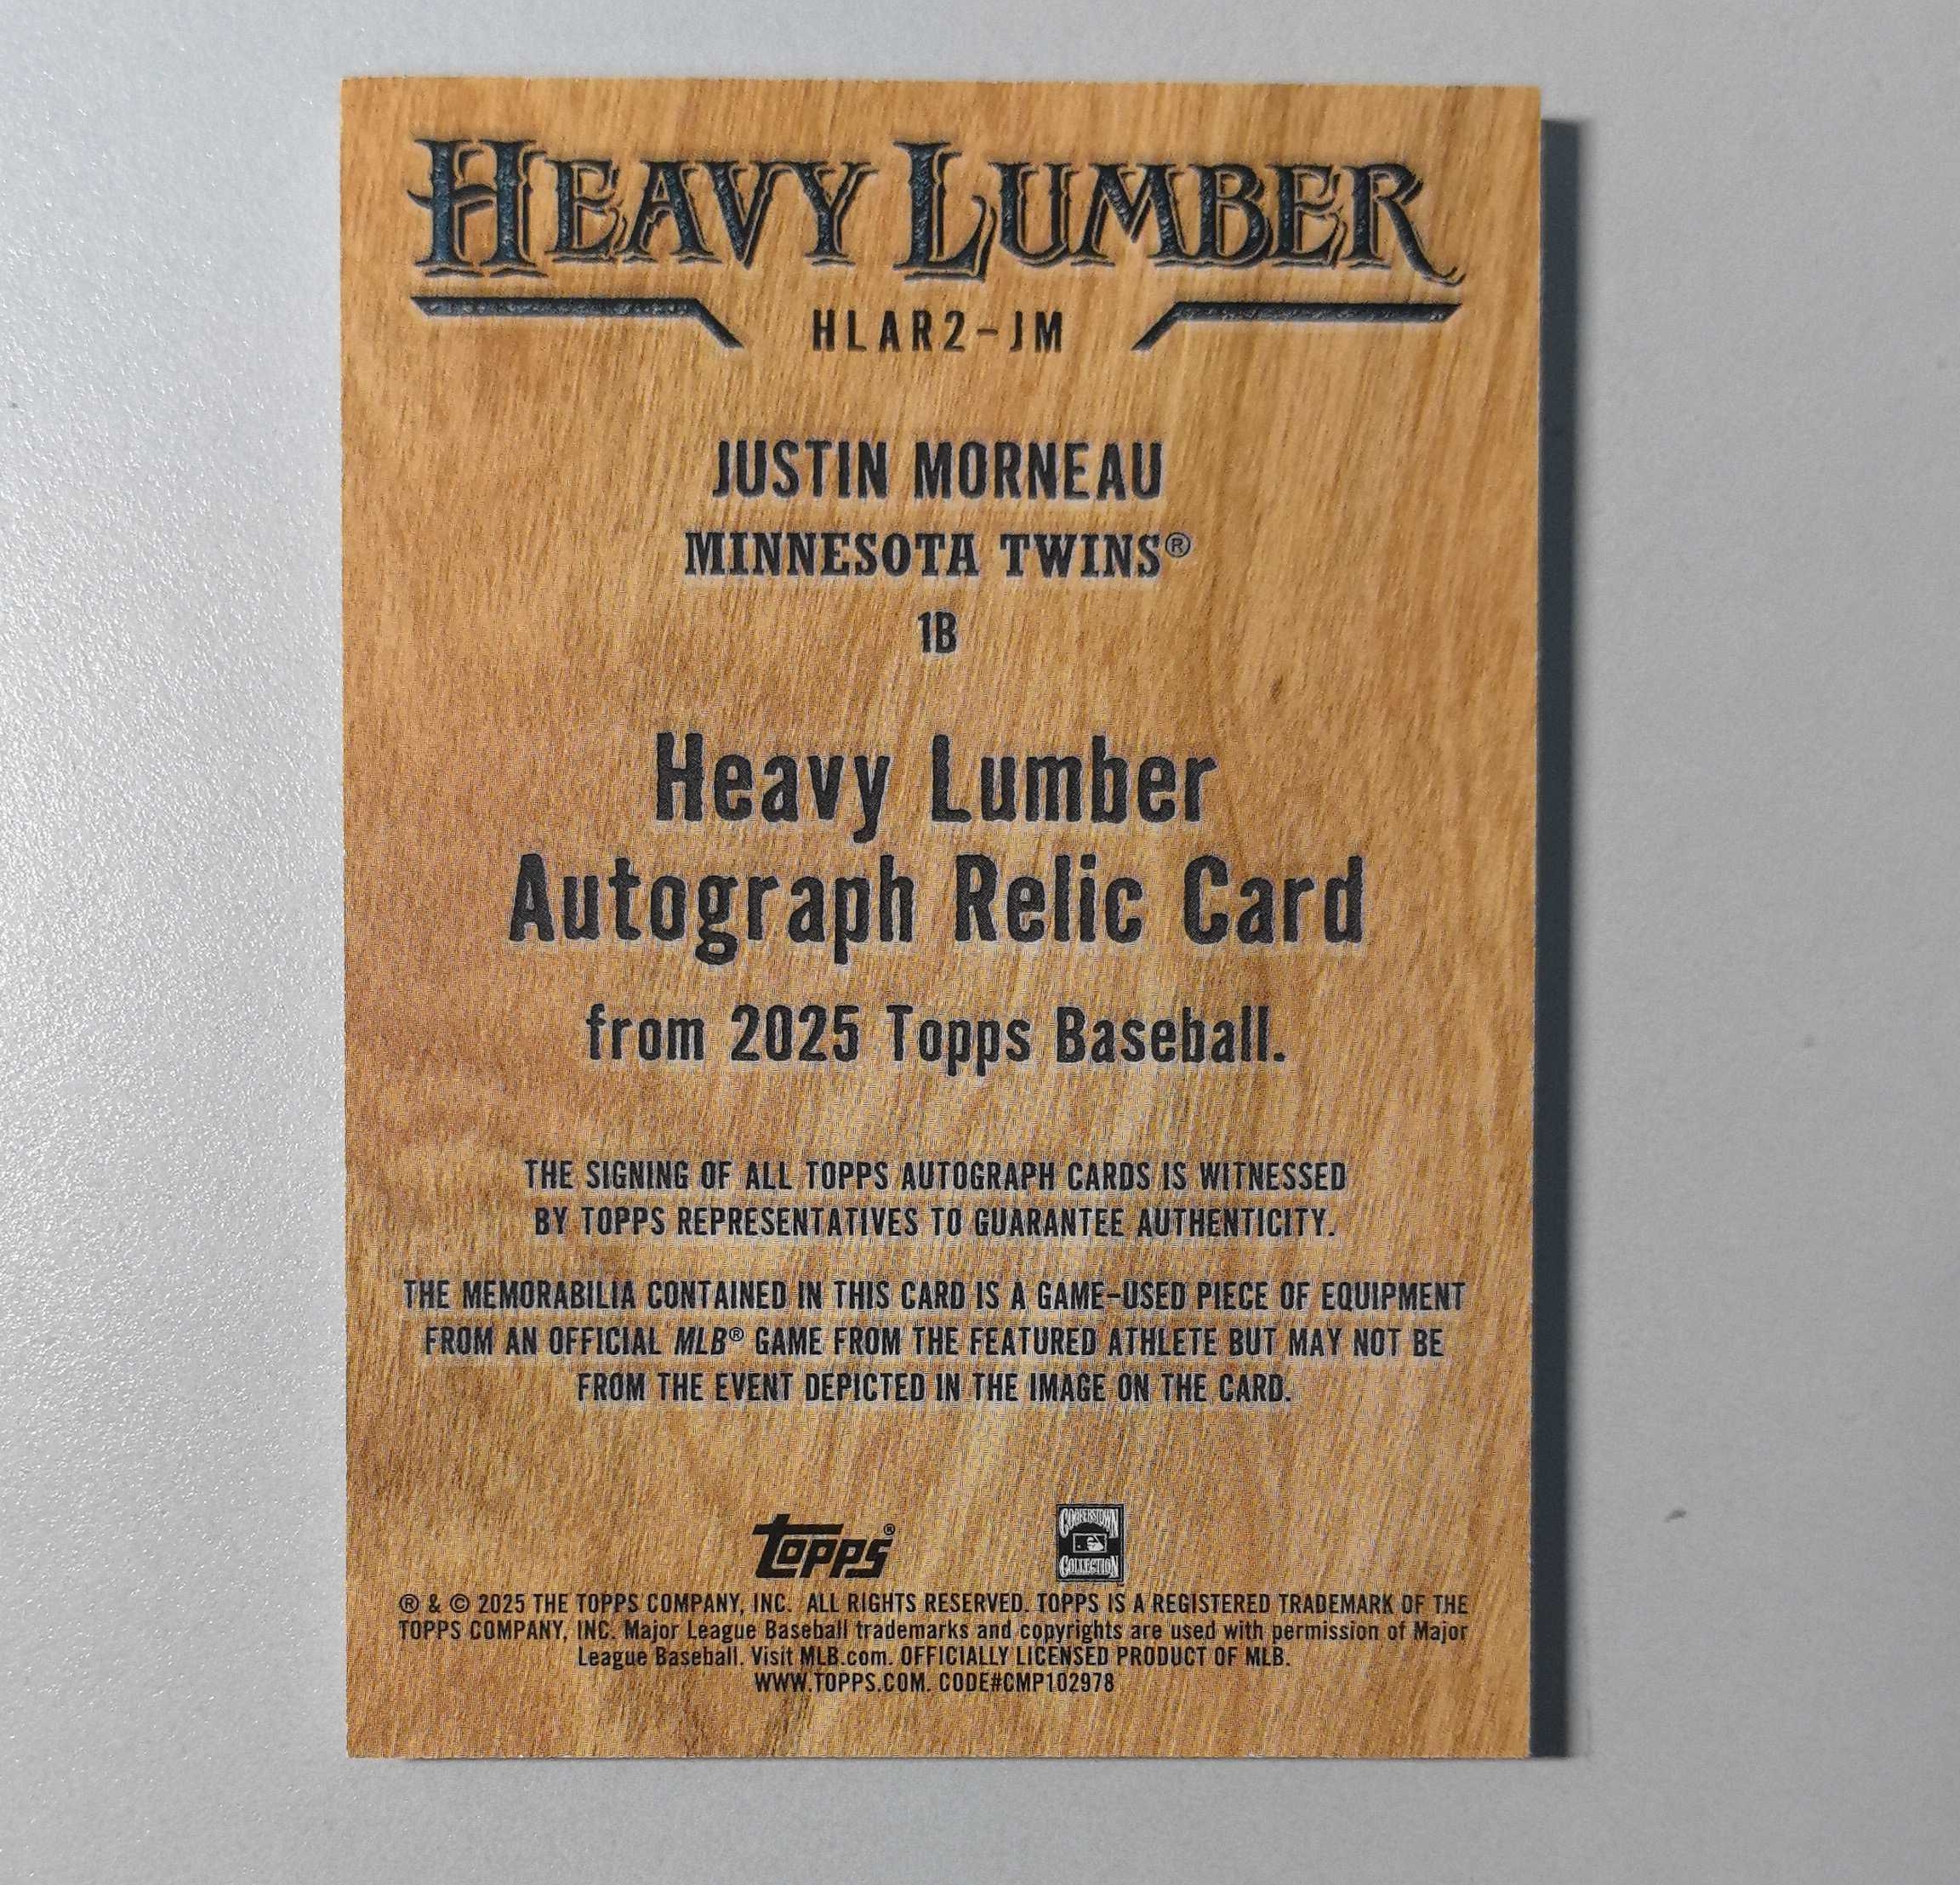 HEAVY LUMBER
HLAR2-JM
JUSTIN MORNEAU
MINNESOTA TWINS®
1B
Heavy Lumber
Autograph Relic Card
from 2025 Topps Baseball.
THE SIGNING OF ALL TOPPS AUTOGRAPH CARDS IS WITNESSED
BY TOPPS REPRESENTATIVES TO GUARANTEE AUTHENTICITY.
THE MEMORABILIA CONTAINED IN THIS CARD IS A GAME-USED PIECE OF EQUIPMENT
FROM AN OFFICIAL MLB® GAME FROM THE FEATURED ATHLETE BUT MAY NOT BE
FROM THE EVENT DEPICTED IN THE IMAGE ON THE CARD.
topps®
COOPERSTOWN
COLLECTION
® & © 2025 THE TOPPS COMPANY, INC. ALL RIGHTS RESERVED. TOPPS IS A REGISTERED TRADEMARK OF THE
TOPPS COMPANY, INC. Major League Baseball trademarks and copyrights are used with permission of Major
League Baseball. Visit MLB.com. OFFICIALLY LICENSED PRODUCT OF MLB.
WWW.TOPPS.COM. CODE#CMP102978